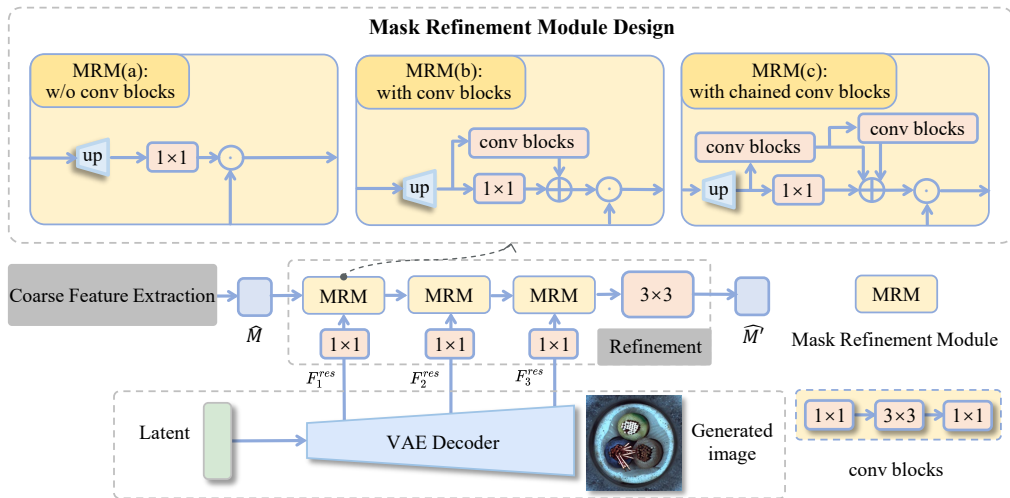 Mask Refinement Module Design
MRM(a):
w/o conv blocks
up
1×1
MRM(b):
with conv blocks
conv blocks
up
1×1
MRM(c):
with chained conv blocks
conv blocks
conv blocks
up
1×1
Coarse Feature Extraction
M̂
MRM
MRM
MRM
3×3
M̂′
MRM
1×1
1×1
1×1
Refinement
Mask Refinement Module
F₁ʳᵉˢ
F₂ʳᵉˢ
F₃ʳᵉˢ
Latent
VAE Decoder
Generated
image
1×1
3×3
1×1
conv blocks